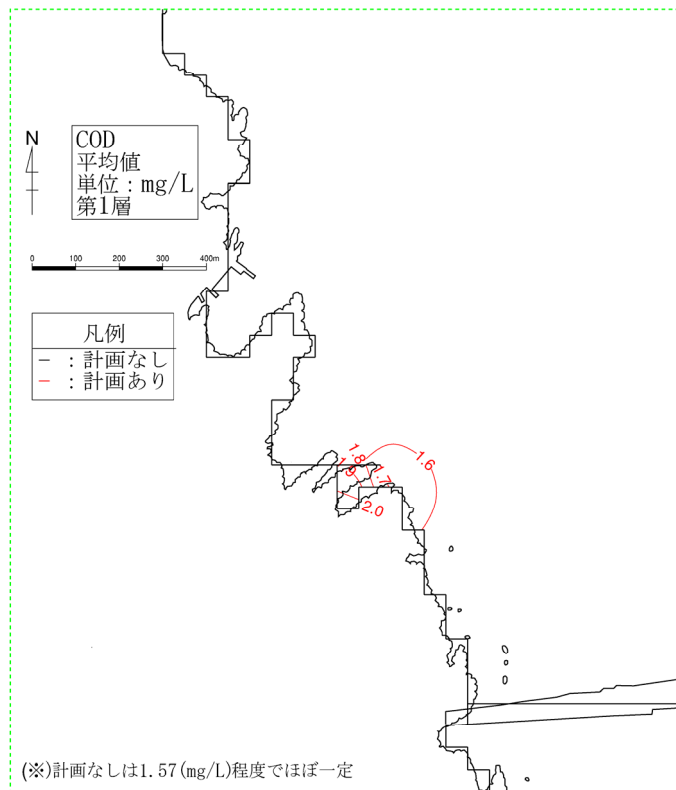 N
COD
平均値
単位：mg/L
第1層
0 100 200 300 400m
凡例
－ ：計画なし
－ ：計画あり
1.8
1.6
1.9
1.7
2.0
(※)計画なしは1.57(mg/L)程度でほぼ一定